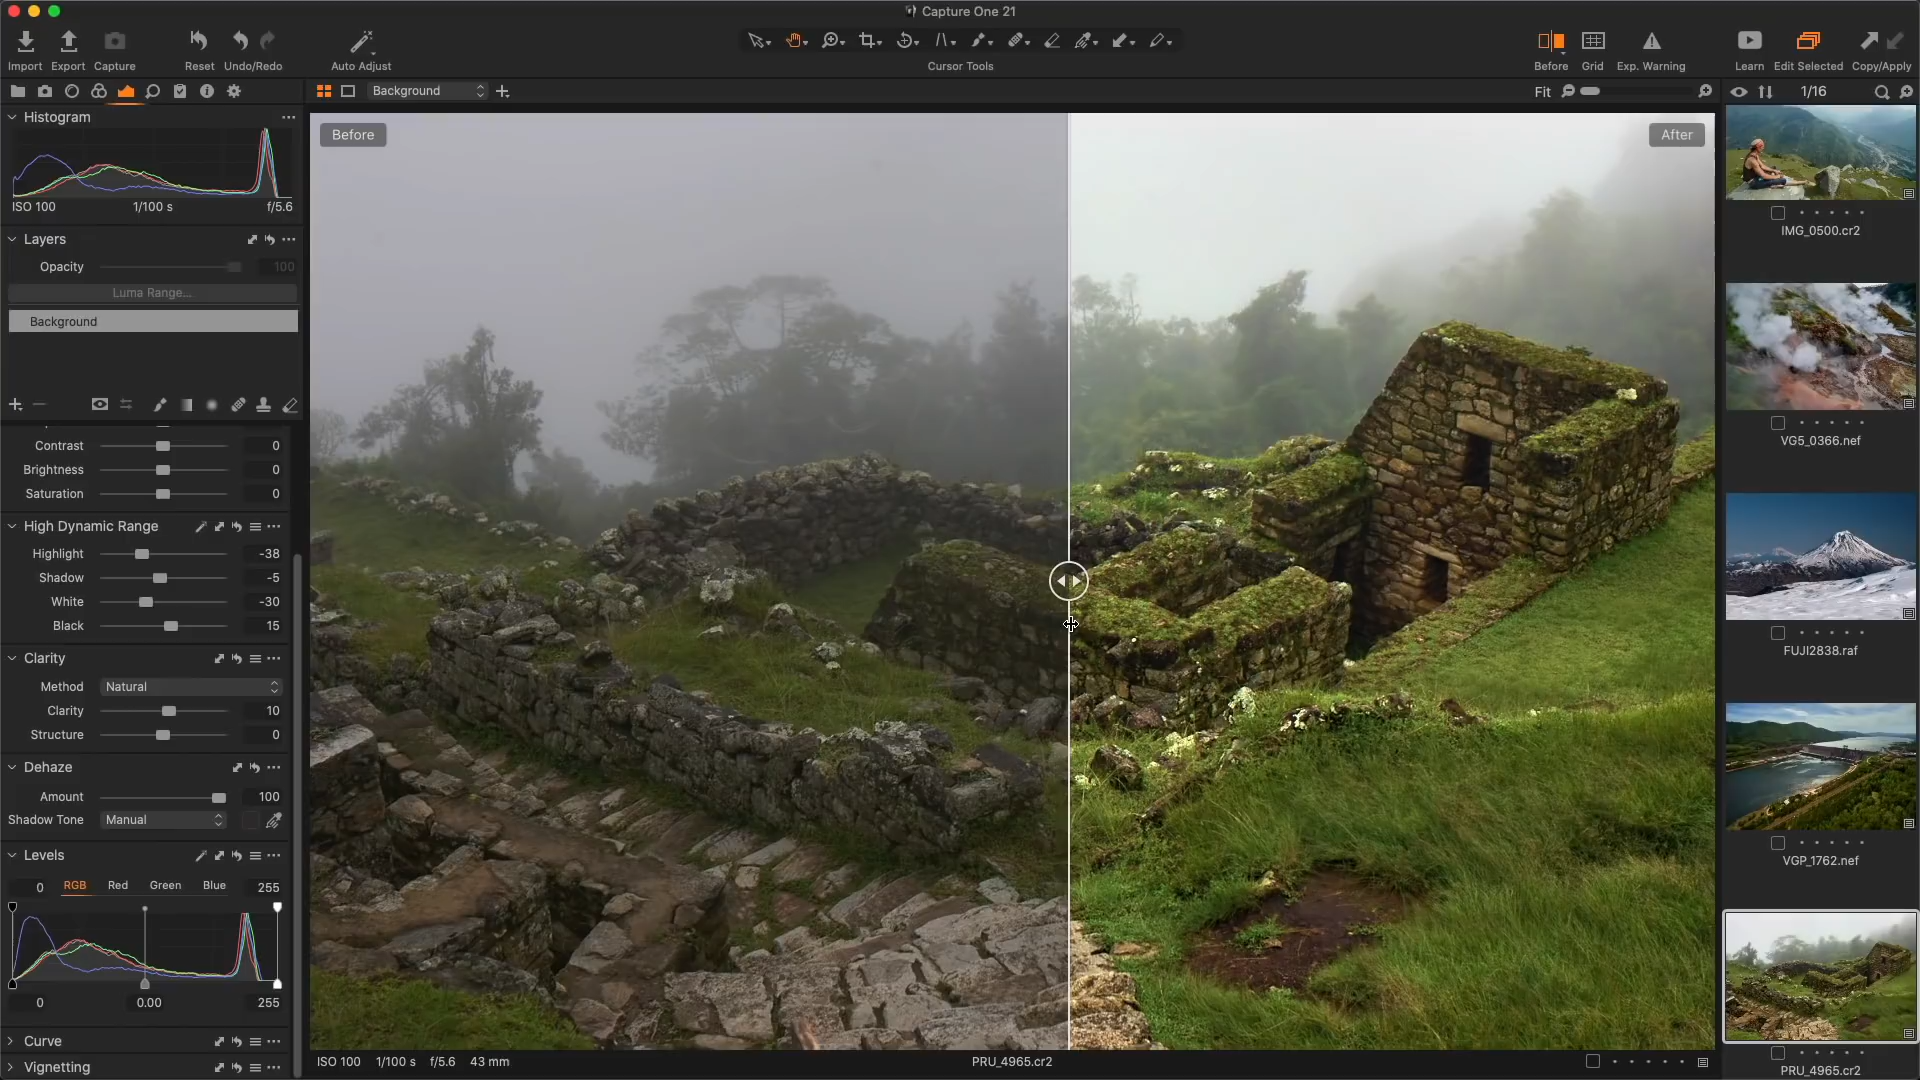 Capture One 21
Import Export Capture Reset Undo/Redo Auto Adjust Cursor Tools Before Grid Exp. Warning Learn Edit Selected Copy/Apply
Background Fit 1/16
Histogram
ISO 100 1/100 s f/5.6
Layers
Opacity 100
Luma Range...
Background
Contrast 0
Brightness 0
Saturation 0
High Dynamic Range
Highlight -38
Shadow -5
White -30
Black 15
Clarity
Method Natural
Clarity 10
Structure 0
Dehaze
Amount 100
Shadow Tone Manual
Levels
0 RGB Red Green Blue 255
0 0.00 255
Curve
Vignetting
Before After
ISO 100 1/100 s f/5.6 43 mm PRU_4965.cr2
IMG_0500.cr2
VG5_0366.nef
FUJI2838.raf
VGP_1762.nef
PRU_4965.cr2